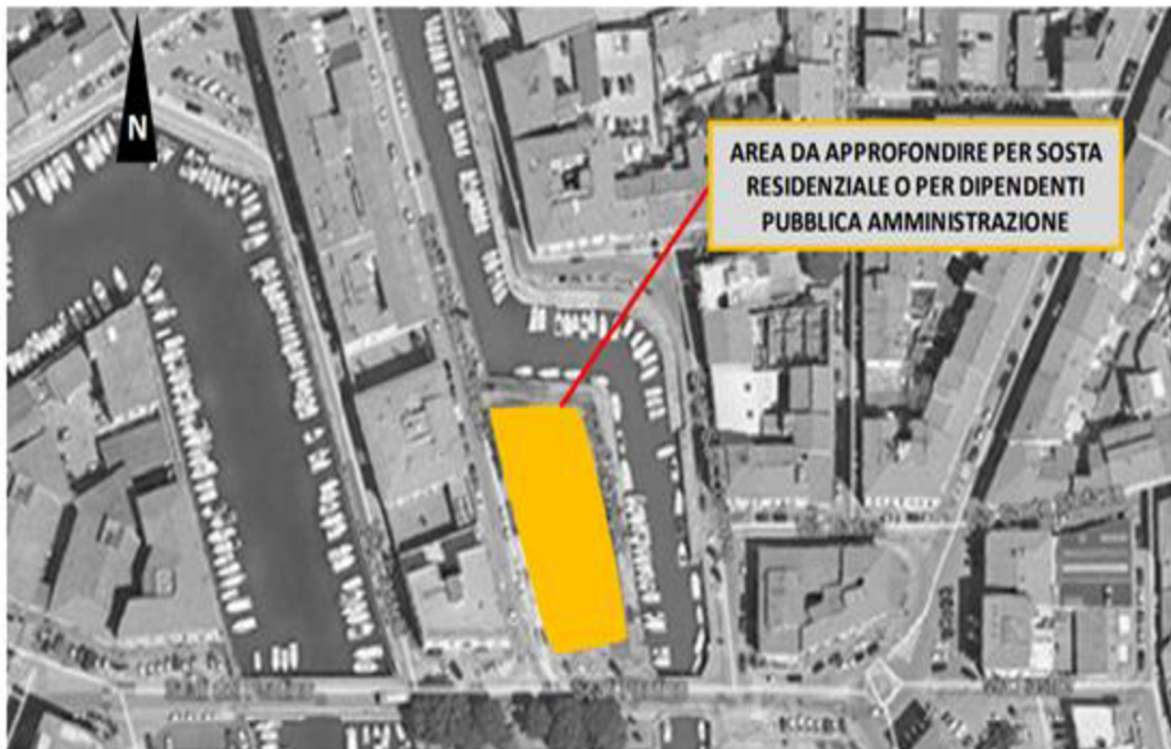 N
AREA DA APPROFONDIRE PER SOSTA
RESIDENZIALE O PER DIPENDENTI
PUBBLICA AMMINISTRAZIONE